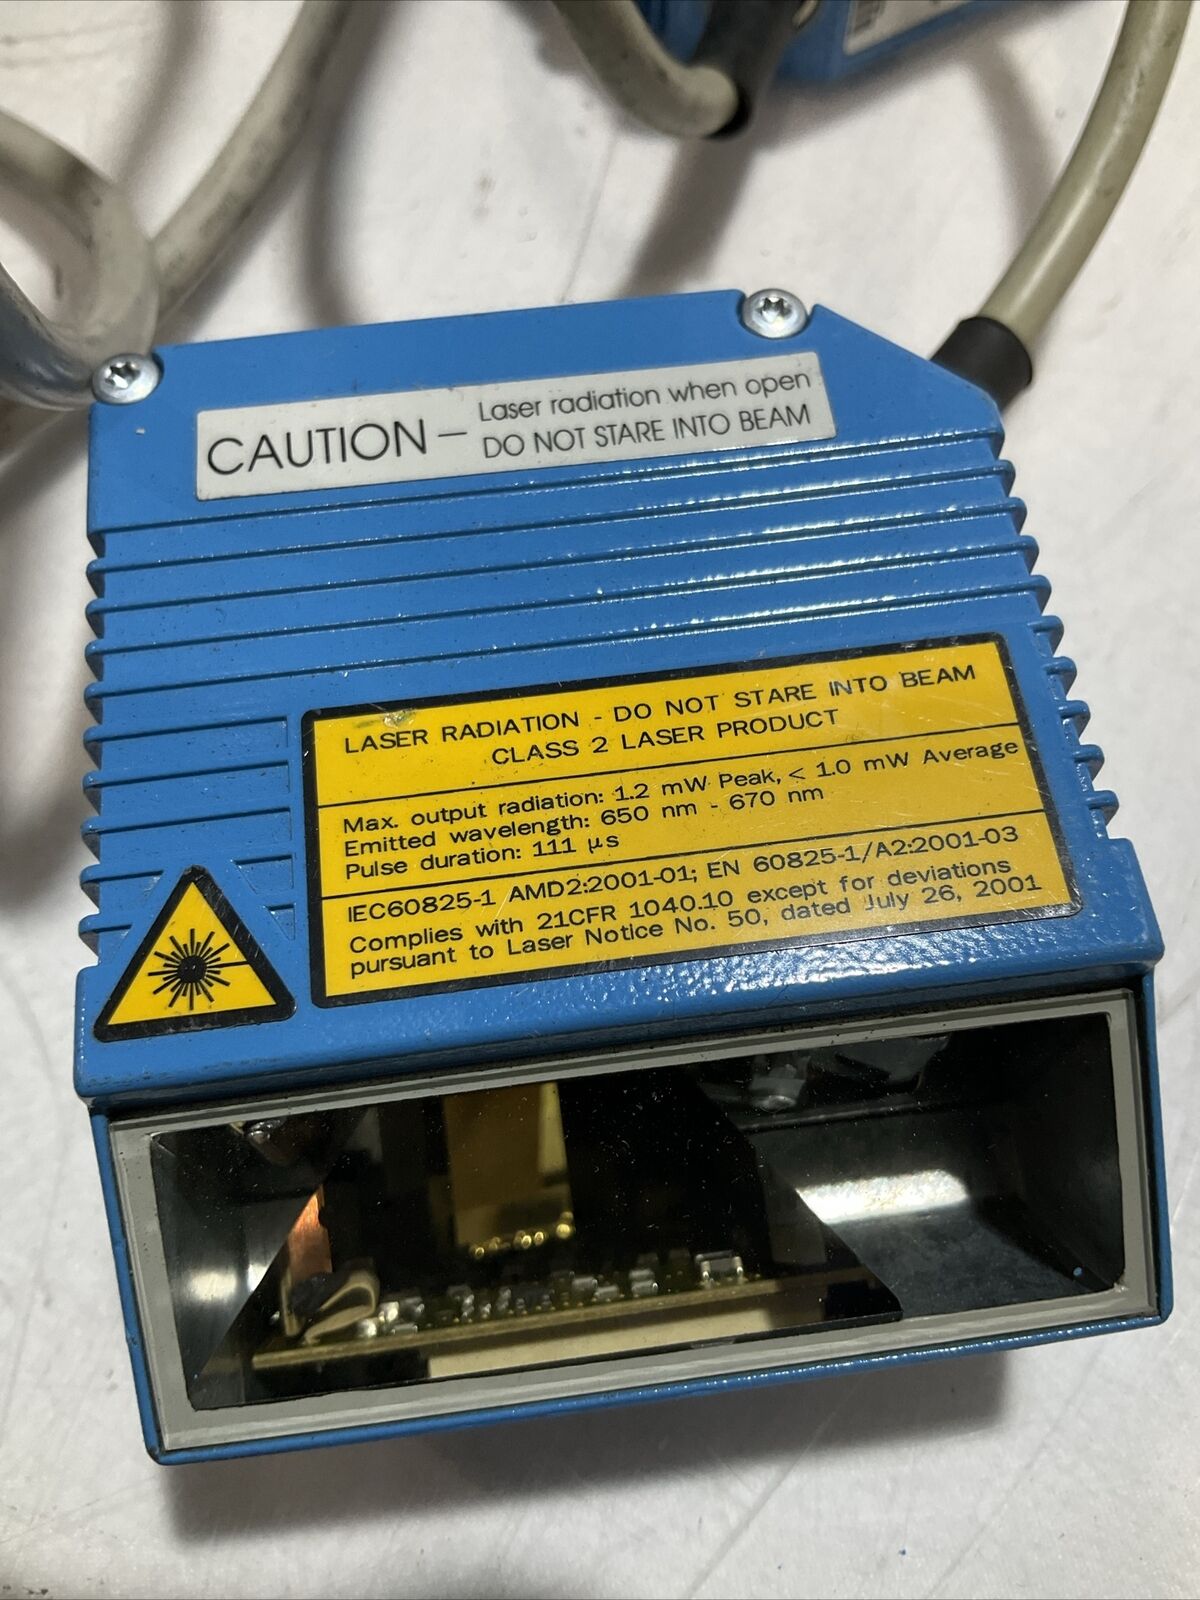 CAUTION – Laser radiation when open
DO NOT STARE INTO BEAM
LASER RADIATION - DO NOT STARE INTO BEAM
CLASS 2 LASER PRODUCT
Max. output radiation: 1.2 mW Peak, < 1.0 mW Average
Emitted wavelength: 650 nm - 670 nm
Pulse duration: 111 µs
IEC60825-1 AMD2:2001-01; EN 60825-1/A2:2001-03
Complies with 21CFR 1040.10 except for deviations
pursuant to Laser Notice No. 50, dated July 26, 2001